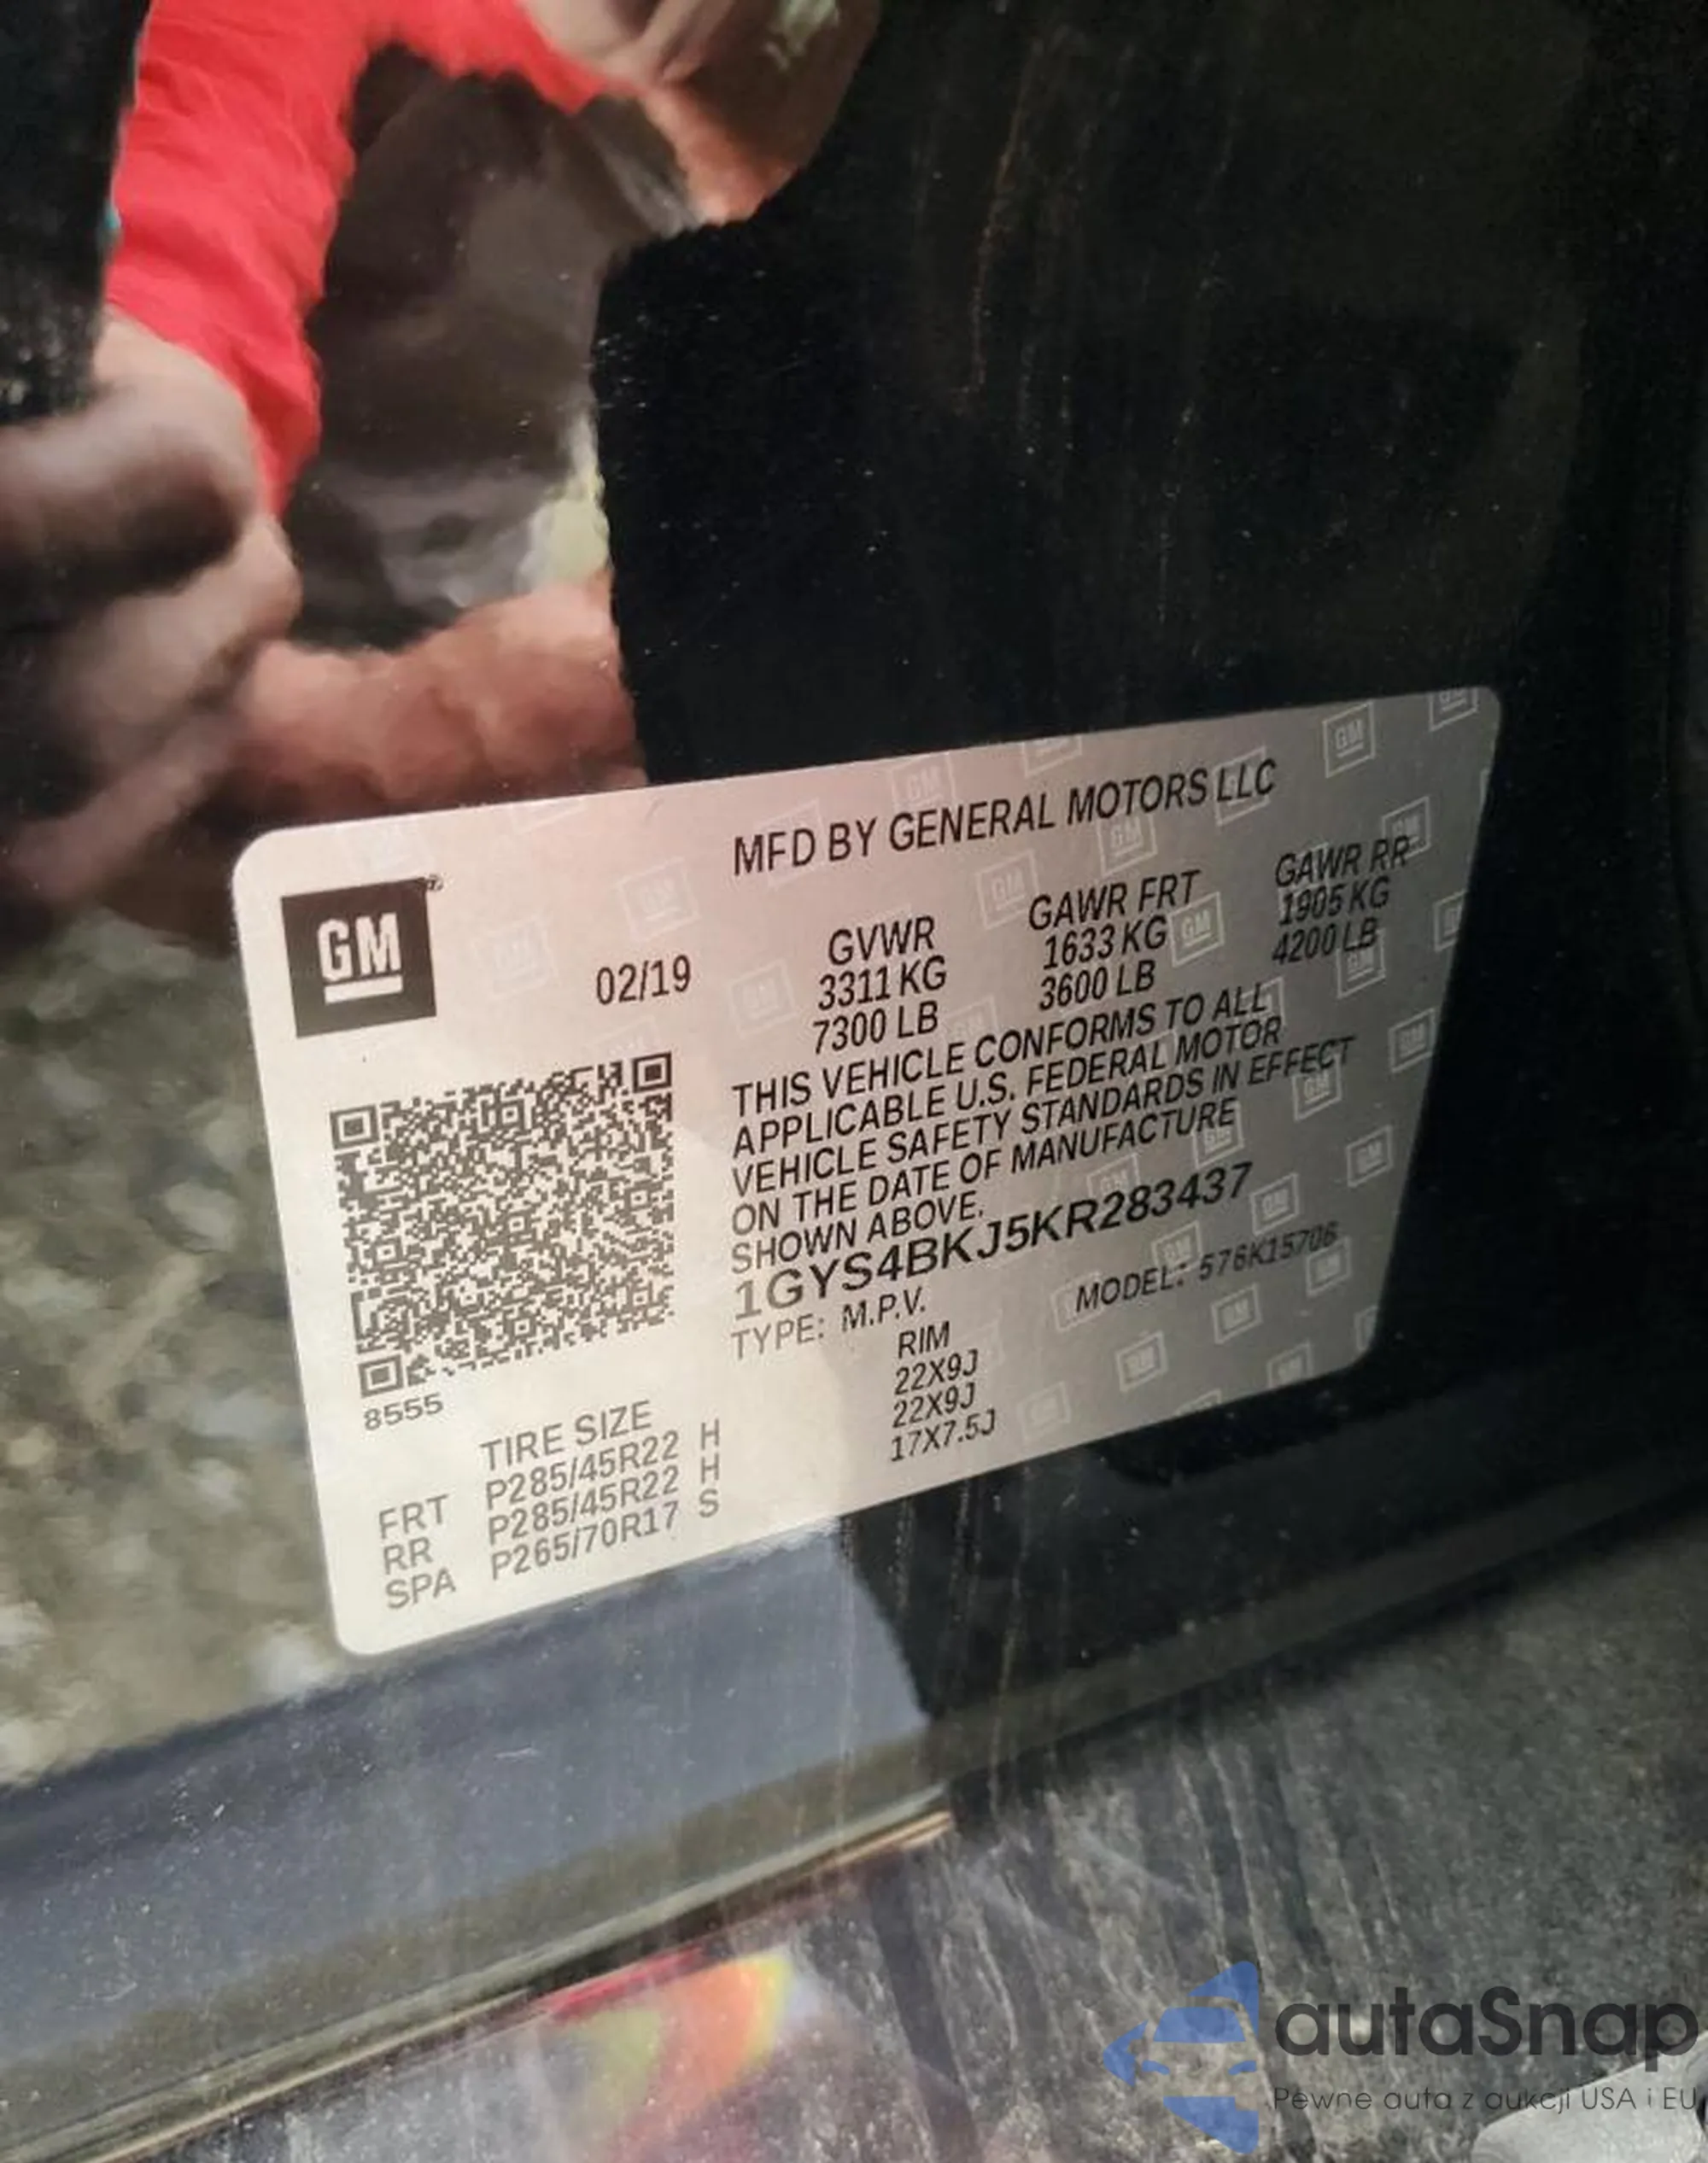 MFD BY GENERAL MOTORS LLC
GM
02/19
GVWR
3311 KG
7300 LB
GAWR FRT
1633 KG
3600 LB
GAWR RR
1905 KG
4200 LB
THIS VEHICLE CONFORMS TO ALL
APPLICABLE U.S. FEDERAL MOTOR
VEHICLE SAFETY STANDARDS IN EFFECT
ON THE DATE OF MANUFACTURE
SHOWN ABOVE.
1GYS4BKJ5KR283437
TYPE: M.P.V. MODEL: 576K15706
8555
TIRE SIZE RIM
FRT P285/45R22 H 22X9J
RR P285/45R22 H 22X9J
SPA P265/70R17 S 17X7.5J
autaSnap
Pewne auta z aukcji USA i EU